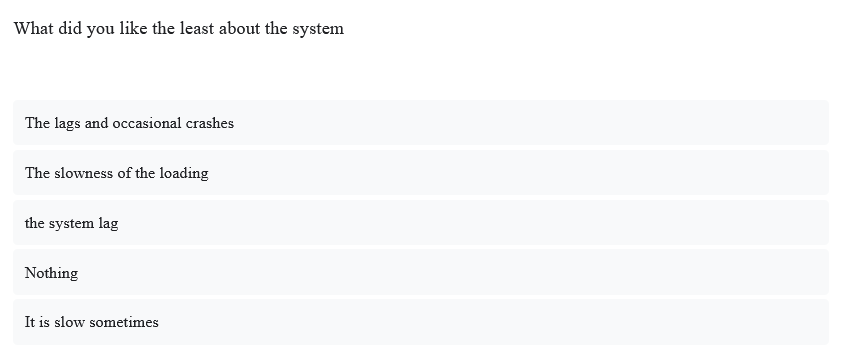 What did you like the least about the system
The lags and occasional crashes
The slowness of the loading
the system lag
Nothing
It is slow sometimes